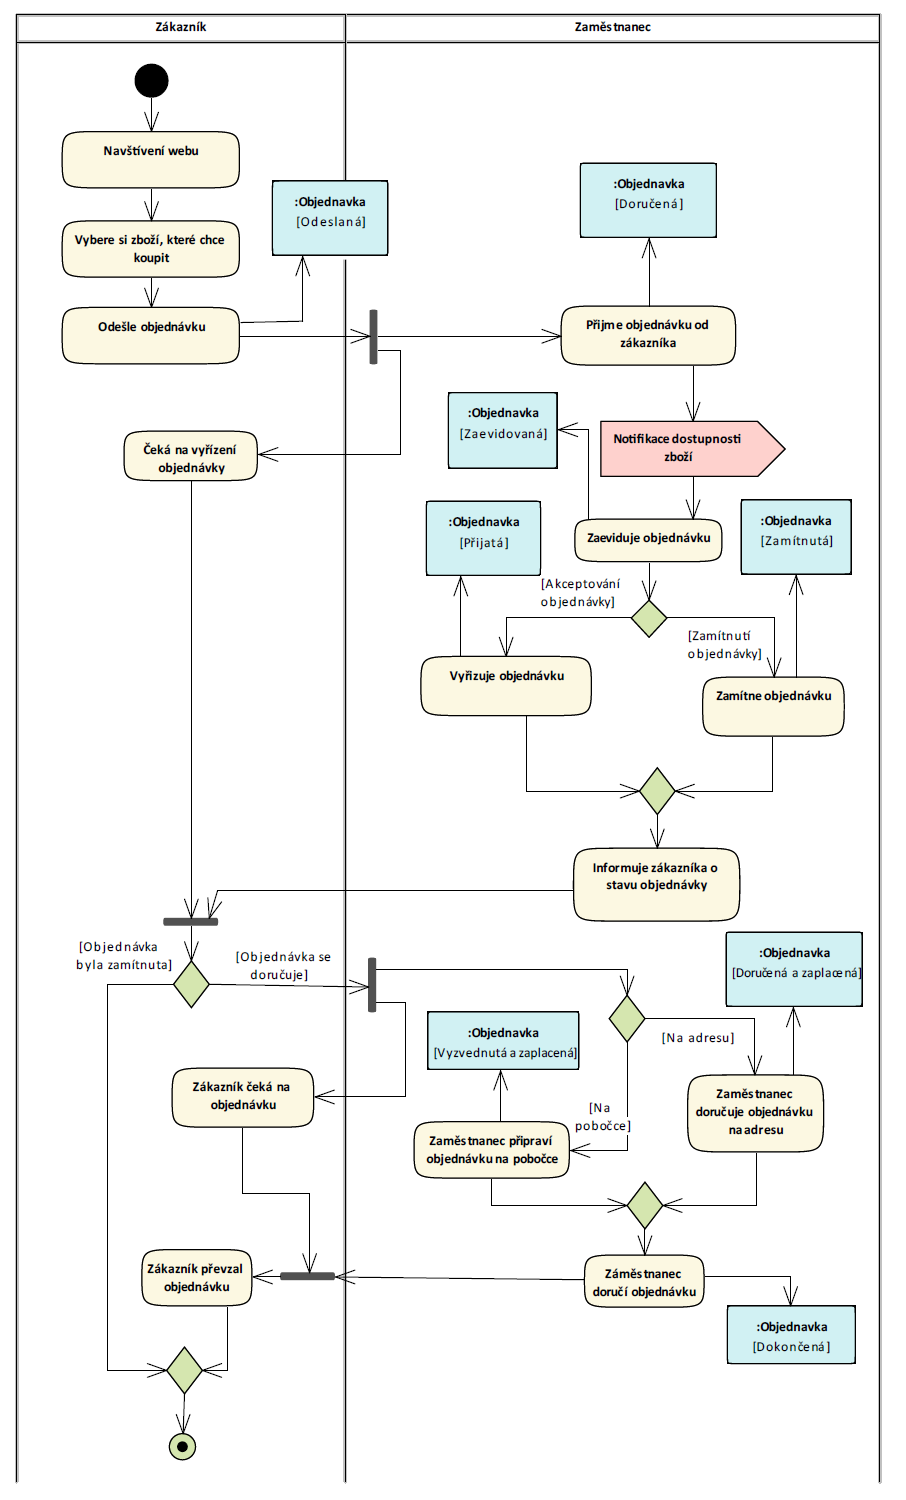 Zákazník
Zaměstnanec
Navštívení webu
:Objednavka
[Doručená]
:Objednavka
[Odeslaná]
Vybere si zboží, které chce
koupit
Odešle objednávku
Přijme objednávku od
zákazníka
:Objednavka
[Zaevidovaná]
Notifikace dostupnosti
zboží
Čeká na vyřízení
objednávky
:Objednavka
[Přijatá]
Zaeviduje objednávku
:Objednavka
[Zamítnutá]
[Akceptování
objednávky]
[Zamítnutí
objednávky]
Vyřizuje objednávku
Zamítne objednávku
Informuje zákazníka o
stavu objednávky
[Objednávka
byla zamítnuta]
[Objednávka se
doručuje]
:Objednavka
[Doručená a zaplacená]
:Objednavka
[Vyzvednutá a zaplacená]
[Na adresu]
Zákazník čeká na
objednávku
Zaměstnanec
doručuje objednávku
na adresu
[Na
pobočce]
Zaměstnanec připraví
objednávku na pobočce
Zákazník převzal
objednávku
Záměstnanec
doručí objednávku
:Objednavka
[Dokončená]